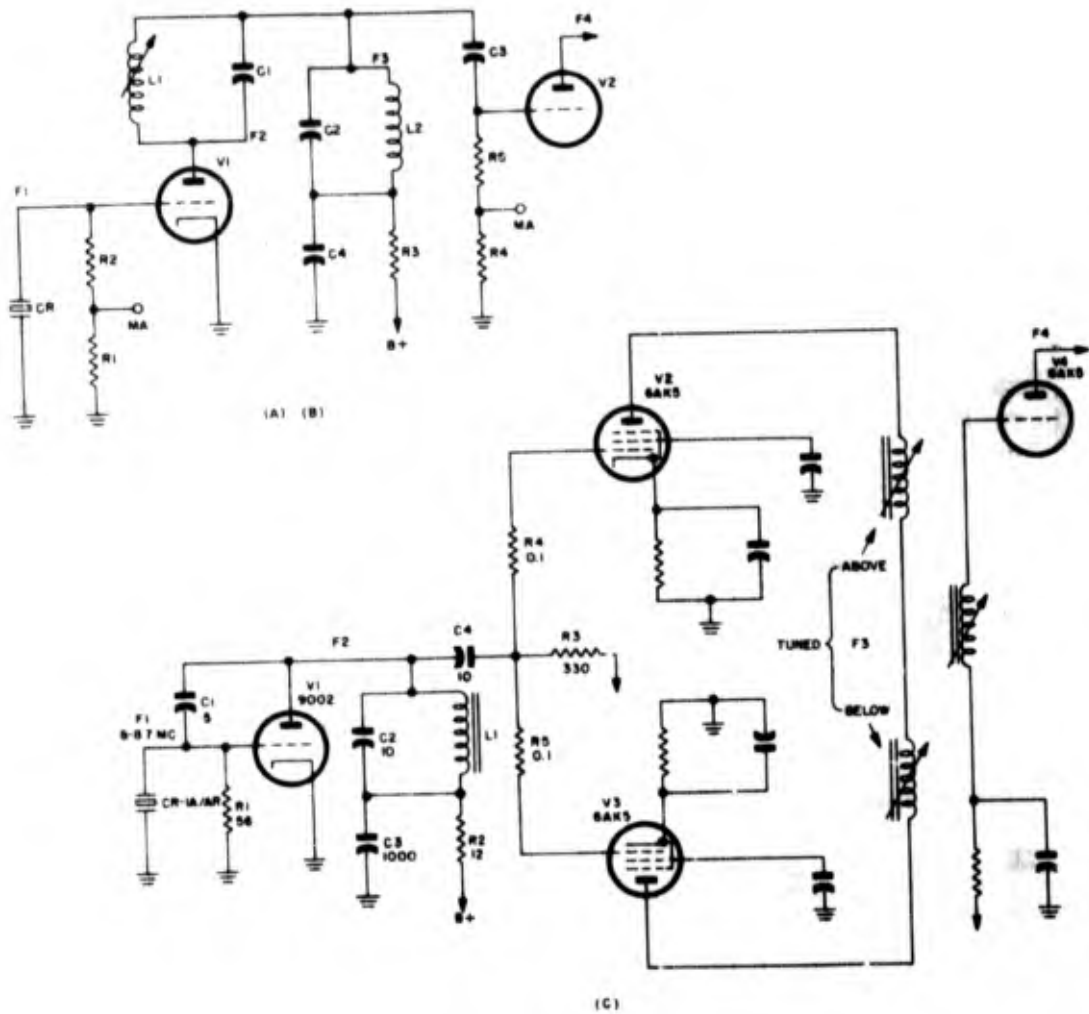 F4
C3
F3
L1
C1
V2
F2
C2
L2
V1
R5
F1
MA
R2
C4
R3
R4
CR
MA
R1
B+
(A) (B)
F4
V4
6AK5
V2
6AK5
R4
0.1
ABOVE
F2
C4
10
R3
330
TUNED
F3
C1
5
V1
9002
F1
8-8.7 MC
C2
10
L1
R5
0.1
BELOW
CR-1A/AR
R1
56
V3
6AK5
C3
1000
R2
12
B+
(C)